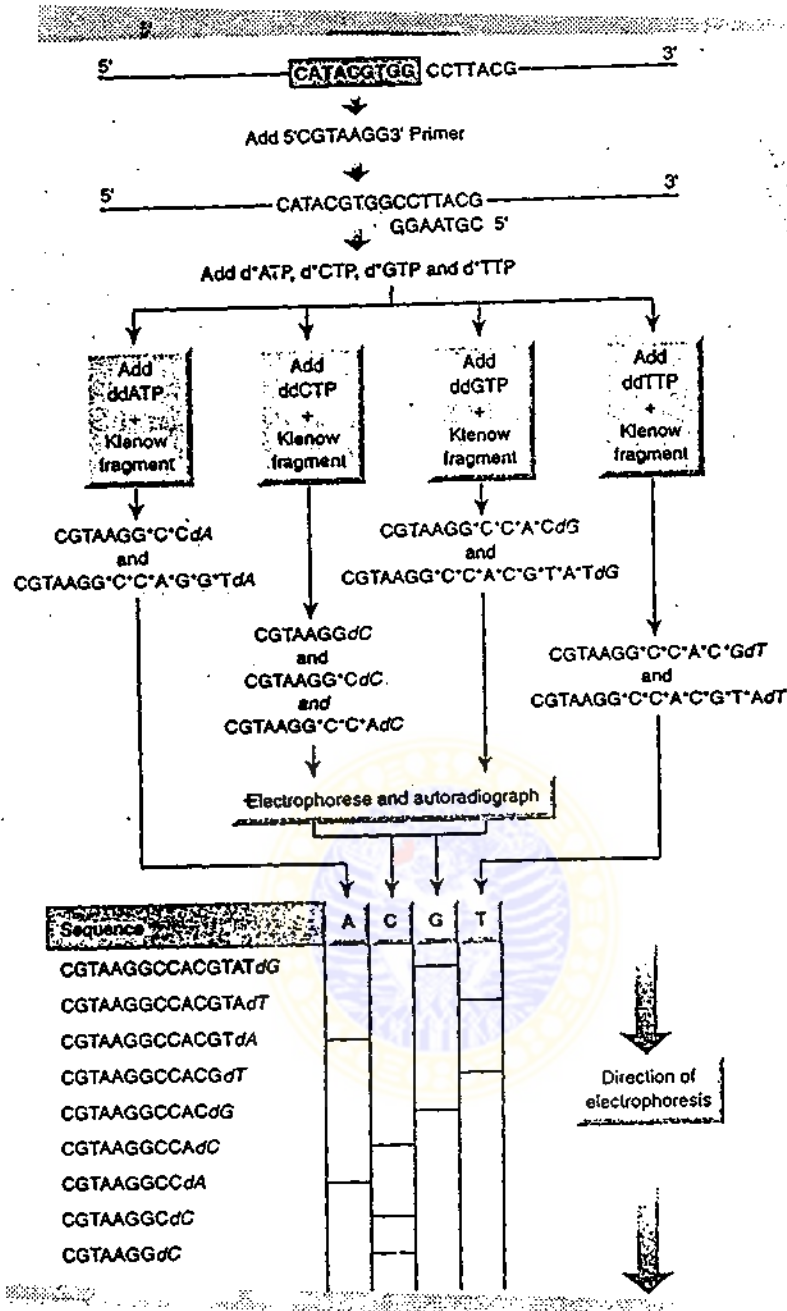 5' 3'
CATACGTGG CCTTACG
Add 5'CGTAAGG3' Primer
5' 3'
CATACGTGGCCTTACG
GGAATGC 5'
Add d*ATP, d*CTP, d*GTP and d*TTP
Add
ddATP
+
Klenow
fragment
Add
ddCTP
+
Klenow
fragment
Add
ddGTP
+
Klenow
fragment
Add
ddTTP
+
Klenow
fragment
CGTAAGG*C*CdA
and
CGTAAGG*C*C*A*G*G*TdA
CGTAAGGdC
and
CGTAAGG*CdC
and
CGTAAGG*C*C*AdC
CGTAAGG*C*C*A*CdG
and
CGTAAGG*C*C*A*C*G*T*A*TdG
CGTAAGG*C*C*A*C*GdT
and
CGTAAGG*C*C*A*C*G*T*AdT
Electrophorese and autoradiograph
Sequence A C G T
CGTAAGGCCACGTATdG
CGTAAGGCCACGTAdT
CGTAAGGCCACGTdA
CGTAAGGCCACGdT
CGTAAGGCCACdG
CGTAAGGCCAdC
CGTAAGGCCdA
CGTAAGGCdC
CGTAAGGdC
Direction of
electrophoresis